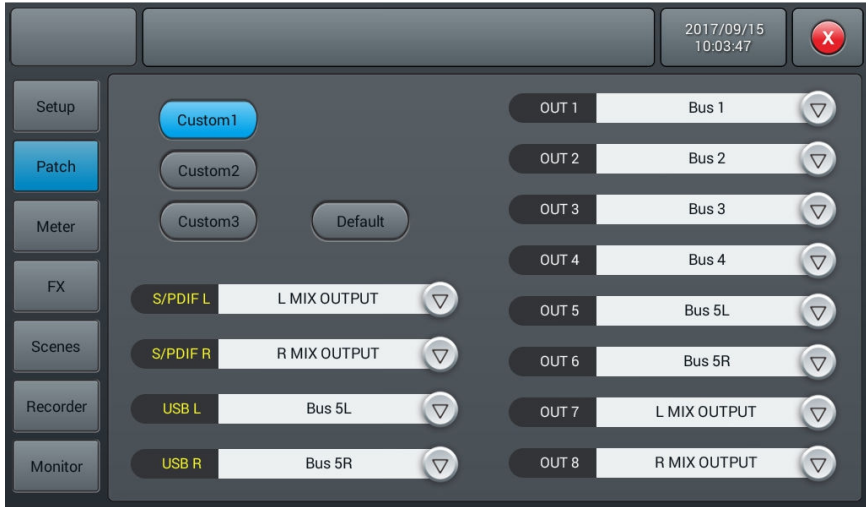 2017/09/15
10:03:47
X
Setup
Patch
Meter
FX
Scenes
Recorder
Monitor
Custom1
Custom2
Custom3 Default
S/PDIF L L MIX OUTPUT
S/PDIF R R MIX OUTPUT
USB L Bus 5L
USB R Bus 5R
OUT 1 Bus 1
OUT 2 Bus 2
OUT 3 Bus 3
OUT 4 Bus 4
OUT 5 Bus 5L
OUT 6 Bus 5R
OUT 7 L MIX OUTPUT
OUT 8 R MIX OUTPUT